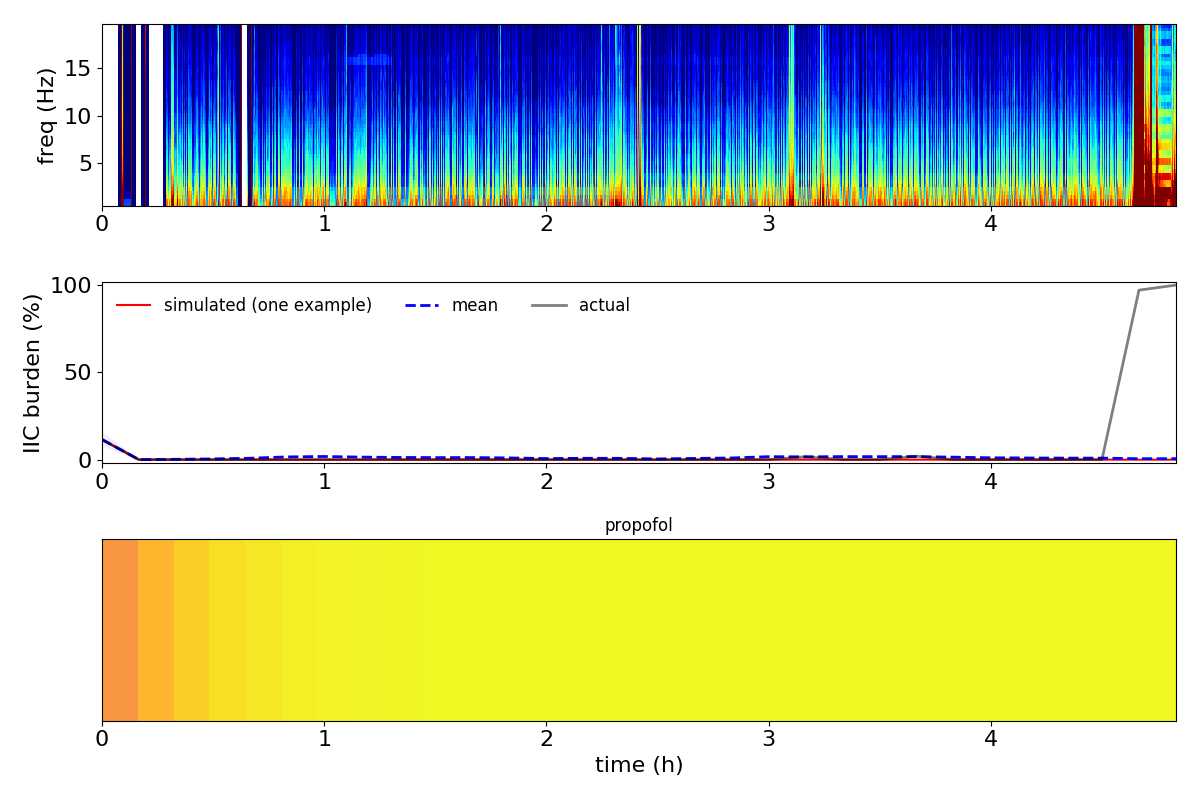 freq (Hz)
15
10
5
0 1 2 3 4
IIC burden (%)
100
50
0
simulated (one example) mean actual
0 1 2 3 4
propofol
0 1 2 3 4
time (h)